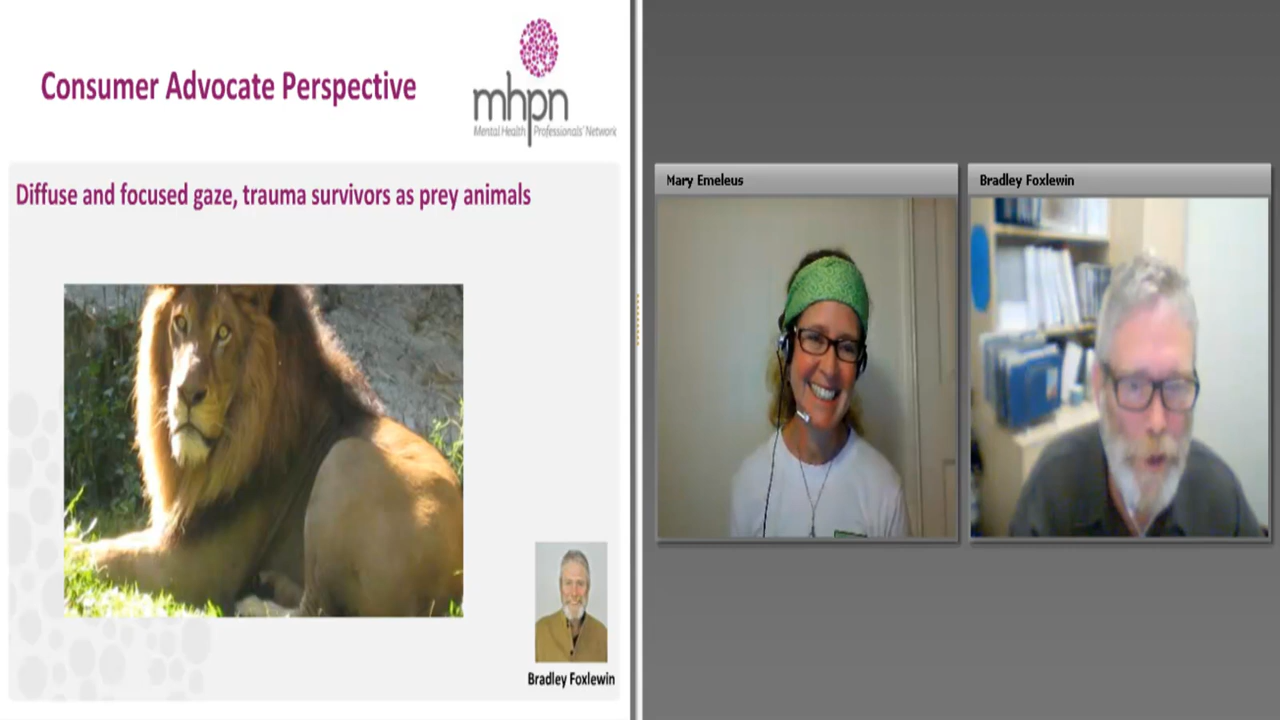 Consumer Advocate Perspective
mhpn
Mental Health Professionals' Network
Diffuse and focused gaze, trauma survivors as prey animals
Bradley Foxlewin
Mary Emeleus
Bradley Foxlewin